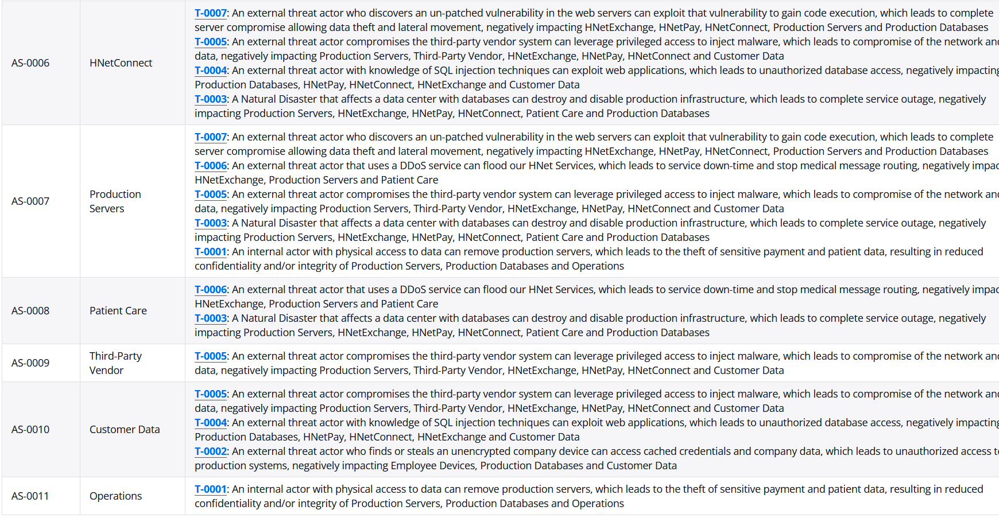 AS-0006
HNetConnect
T-0007: An external threat actor who discovers an un-patched vulnerability in the web servers can exploit that vulnerability to gain code execution, which leads to complete
server compromise allowing data theft and lateral movement, negatively impacting HNetExchange, HNetPay, HNetConnect, Production Servers and Production Databases
T-0005: An external threat actor compromises the third-party vendor system can leverage privileged access to inject malware, which leads to compromise of the network and
data, negatively impacting Production Servers, Third-Party Vendor, HNetExchange, HNetPay, HNetConnect and Customer Data
T-0004: An external threat actor with knowledge of SQL injection techniques can exploit web applications, which leads to unauthorized database access, negatively impacting
Production Databases, HNetPay, HNetConnect, HNetExchange and Customer Data
T-0003: A Natural Disaster that affects a data center with databases can destroy and disable production infrastructure, which leads to complete service outage, negatively
impacting Production Servers, HNetExchange, HNetPay, HNetConnect, Patient Care and Production Databases
AS-0007
Production
Servers
T-0007: An external threat actor who discovers an un-patched vulnerability in the web servers can exploit that vulnerability to gain code execution, which leads to complete
server compromise allowing data theft and lateral movement, negatively impacting HNetExchange, HNetPay, HNetConnect, Production Servers and Production Databases
T-0006: An external threat actor that uses a DDoS service can flood our HNet Services, which leads to service down-time and stop medical message routing, negatively impac
HNetExchange, Production Servers and Patient Care
T-0005: An external threat actor compromises the third-party vendor system can leverage privileged access to inject malware, which leads to compromise of the network and
data, negatively impacting Production Servers, Third-Party Vendor, HNetExchange, HNetPay, HNetConnect and Customer Data
T-0003: A Natural Disaster that affects a data center with databases can destroy and disable production infrastructure, which leads to complete service outage, negatively
impacting Production Servers, HNetExchange, HNetPay, HNetConnect, Patient Care and Production Databases
T-0001: An internal actor with physical access to data can remove production servers, which leads to the theft of sensitive payment and patient data, resulting in reduced
confidentiality and/or integrity of Production Servers, Production Databases and Operations
AS-0008
Patient Care
T-0006: An external threat actor that uses a DDoS service can flood our HNet Services, which leads to service down-time and stop medical message routing, negatively impac
HNetExchange, Production Servers and Patient Care
T-0003: A Natural Disaster that affects a data center with databases can destroy and disable production infrastructure, which leads to complete service outage, negatively
impacting Production Servers, HNetExchange, HNetPay, HNetConnect, Patient Care and Production Databases
AS-0009
Third-Party
Vendor
T-0005: An external threat actor compromises the third-party vendor system can leverage privileged access to inject malware, which leads to compromise of the network and
data, negatively impacting Production Servers, Third-Party Vendor, HNetExchange, HNetPay, HNetConnect and Customer Data
AS-0010
Customer Data
T-0005: An external threat actor compromises the third-party vendor system can leverage privileged access to inject malware, which leads to compromise of the network and
data, negatively impacting Production Servers, Third-Party Vendor, HNetExchange, HNetPay, HNetConnect and Customer Data
T-0004: An external threat actor with knowledge of SQL injection techniques can exploit web applications, which leads to unauthorized database access, negatively impacting
Production Databases, HNetPay, HNetConnect, HNetExchange and Customer Data
T-0002: An external threat actor who finds or steals an unencrypted company device can access cached credentials and company data, which leads to unauthorized access to
production systems, negatively impacting Employee Devices, Production Databases and Customer Data
AS-0011
Operations
T-0001: An internal actor with physical access to data can remove production servers, which leads to the theft of sensitive payment and patient data, resulting in reduced
confidentiality and/or integrity of Production Servers, Production Databases and Operations